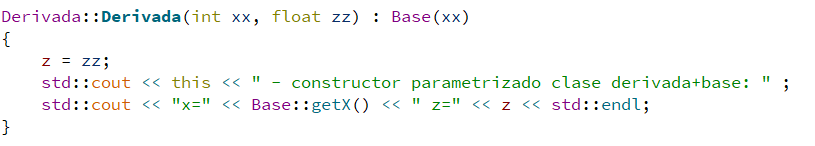 Derivada::Derivada(int xx, float zz) : Base(xx)
{
    z = zz;
    std::cout << this << " - constructor parametrizado clase derivada+base: " ;
    std::cout << "x=" << Base::getX() << " z=" << z << std::endl;
}